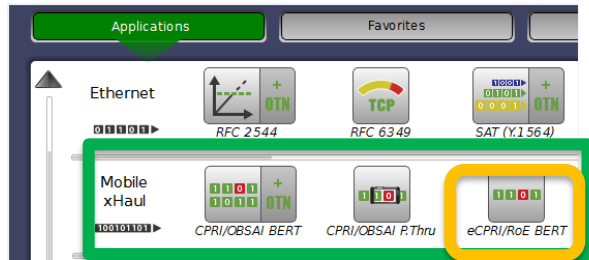 Applications
Favorites
Ethernet
01101
+
OTN
TCP
0101
0101
0001
+
OTN
RFC 2544
RFC 6349
SAT (Y.1564)
Mobile
xHaul
100101101
1101
1011
+
OTN
1101
1101
CPRI/OBSAI BERT
CPRI/OBSAI P.Thru
eCPRI/RoE BERT